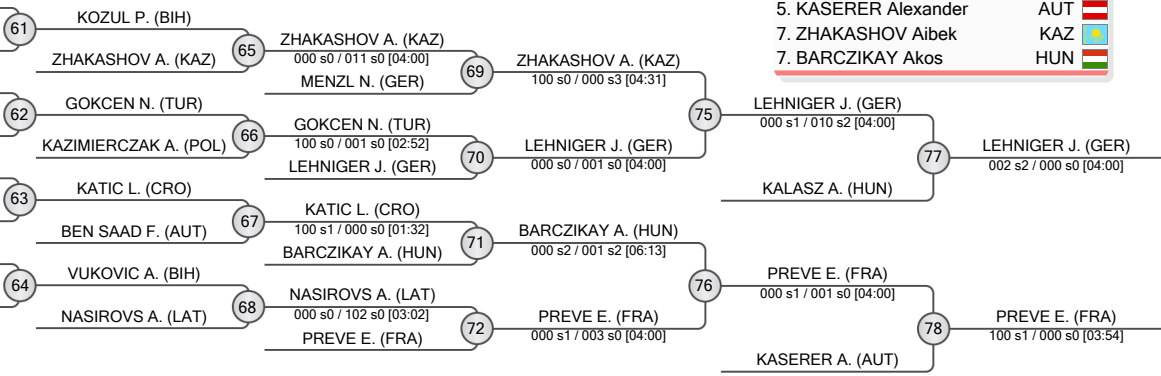 5. KASERER Alexander AUT
7. ZHAKASHOV Aibek KAZ
7. BARCZIKAY Akos HUN
61
KOZUL P. (BIH)
ZHAKASHOV A. (KAZ)
65
62
GOKCEN N. (TUR)
KAZIMIERCZAK A. (POL)
66
63
KATIC L. (CRO)
BEN SAAD F. (AUT)
67
64
VUKOVIC A. (BIH)
NASIROVS A. (LAT)
68
ZHAKASHOV A. (KAZ)
000 s0 / 011 s0 [04:00]
MENZL N. (GER)
69
GOKCEN N. (TUR)
100 s0 / 001 s0 [02:52]
LEHNIGER J. (GER)
70
KATIC L. (CRO)
100 s1 / 000 s0 [01:32]
BARCZIKAY A. (HUN)
71
NASIROVS A. (LAT)
000 s0 / 102 s0 [03:02]
PREVE E. (FRA)
72
ZHAKASHOV A. (KAZ)
100 s0 / 000 s3 [04:31]
LEHNIGER J. (GER)
000 s0 / 001 s0 [04:00]
75
BARCZIKAY A. (HUN)
000 s2 / 001 s2 [06:13]
PREVE E. (FRA)
000 s1 / 003 s0 [04:00]
76
LEHNIGER J. (GER)
000 s1 / 010 s2 [04:00]
KALASZ A. (HUN)
77
PREVE E. (FRA)
000 s1 / 001 s0 [04:00]
KASERER A. (AUT)
78
LEHNIGER J. (GER)
002 s2 / 000 s0 [04:00]
PREVE E. (FRA)
100 s1 / 000 s0 [03:54]